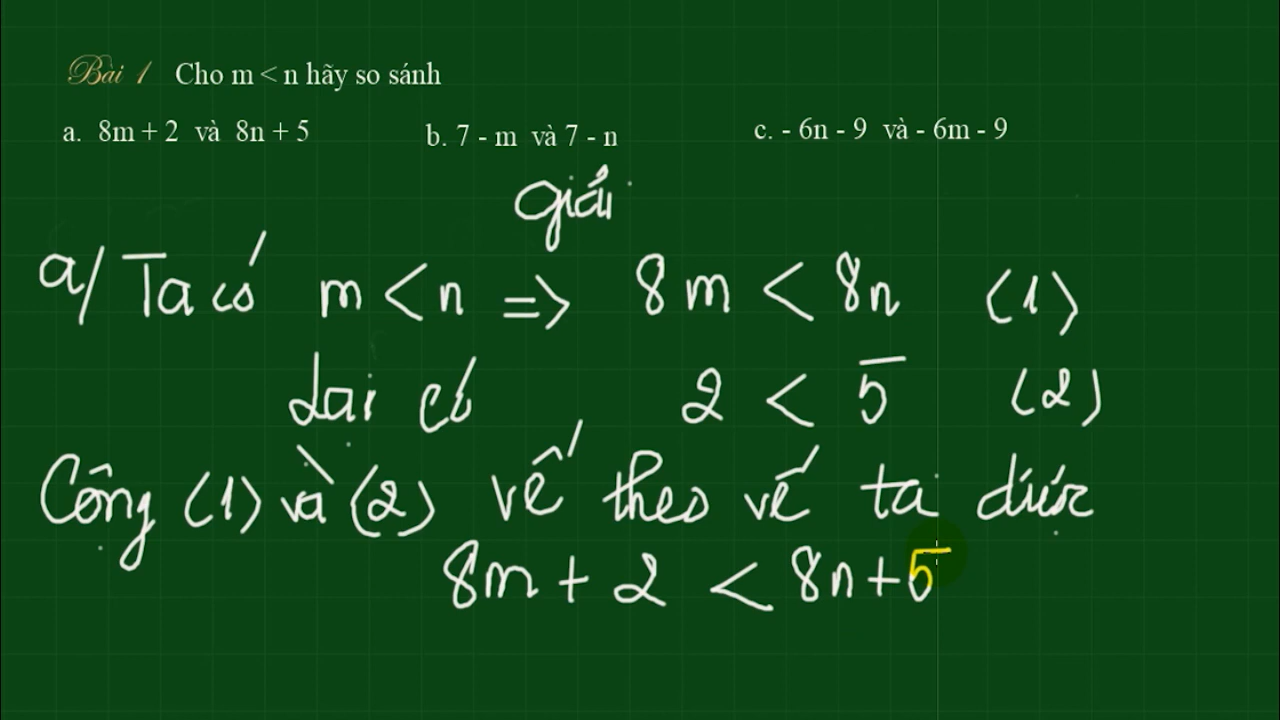 Bài 1 Cho m < n hãy so sánh
a. 8m + 2 và 8n + 5 b. 7 - m và 7 - n c. - 6n - 9 và - 6m - 9
Giải
a/ Ta có m < n => 8m < 8n (1)
Lại có 2 < 5 (2)
Cộng (1) và (2) vế theo vế ta được
8m + 2 < 8n + 5